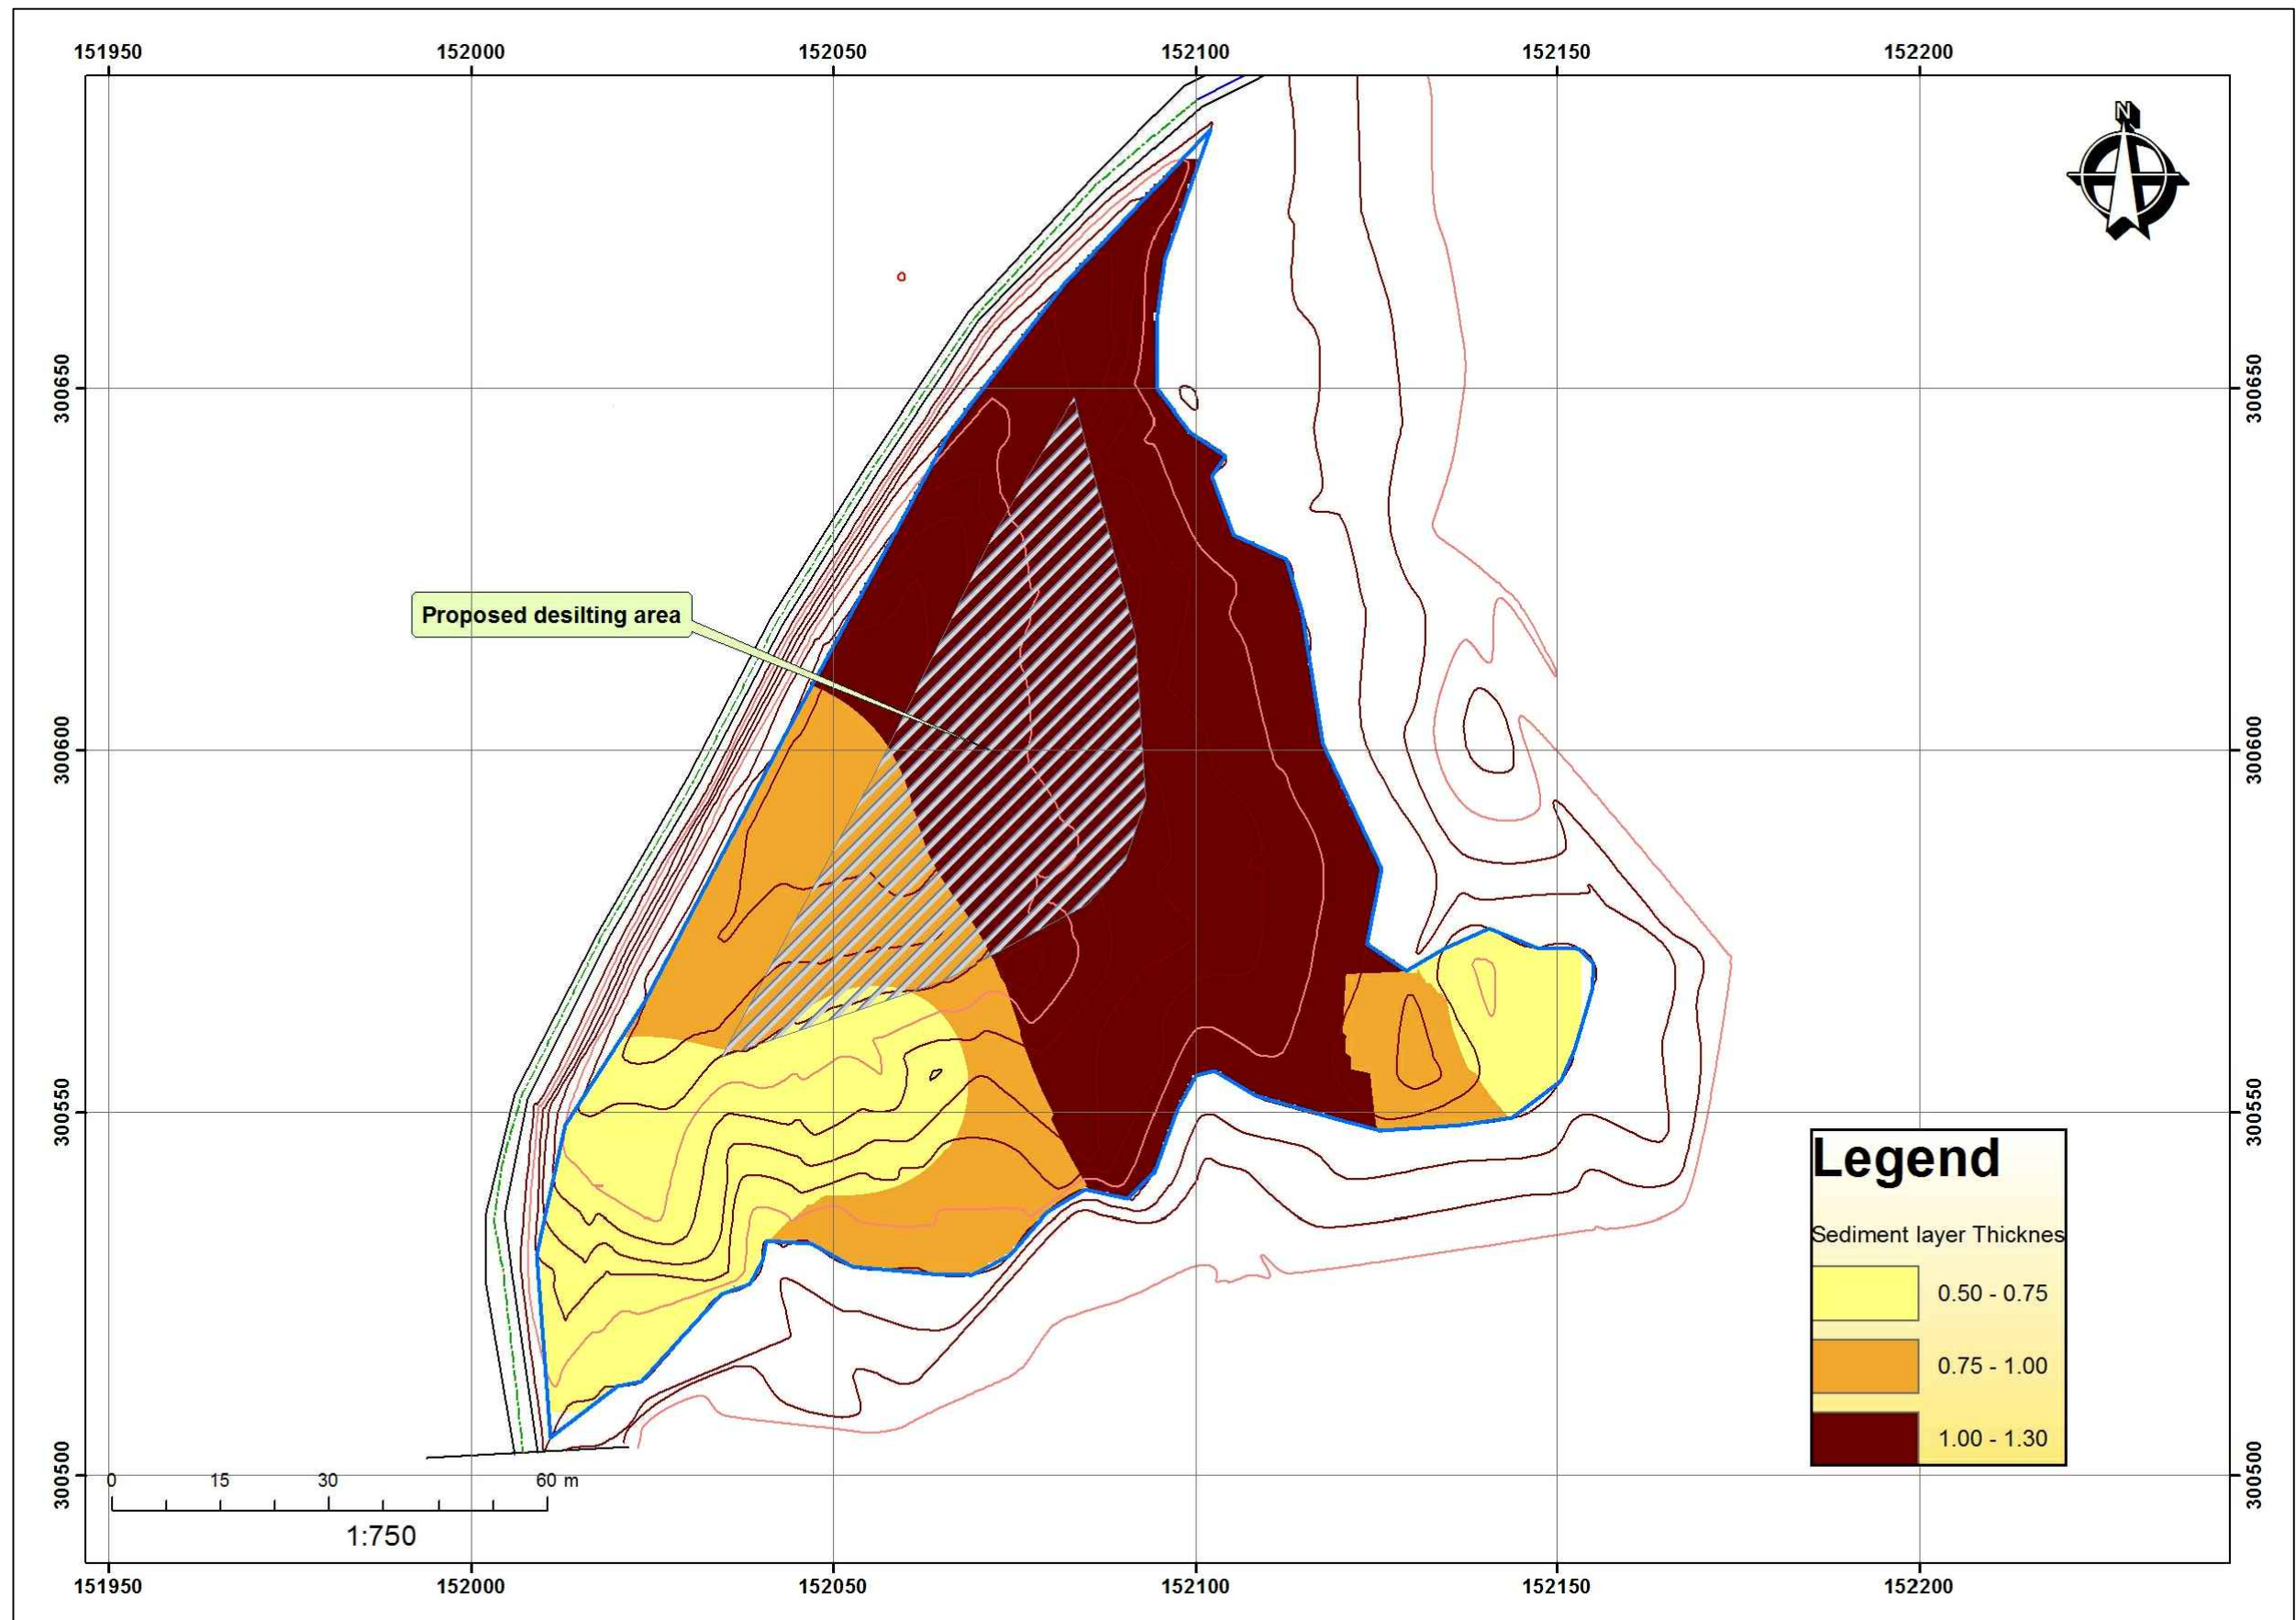 151950 152000 152050 152100 152150 152200
N
300650 300650
Proposed desilting area
300600 300600
300550 300550
Legend
Sediment layer Thicknes
0.50 - 0.75
0.75 - 1.00
1.00 - 1.30
300500 300500
0 15 30 60 m
1:750
151950 152000 152050 152100 152150 152200